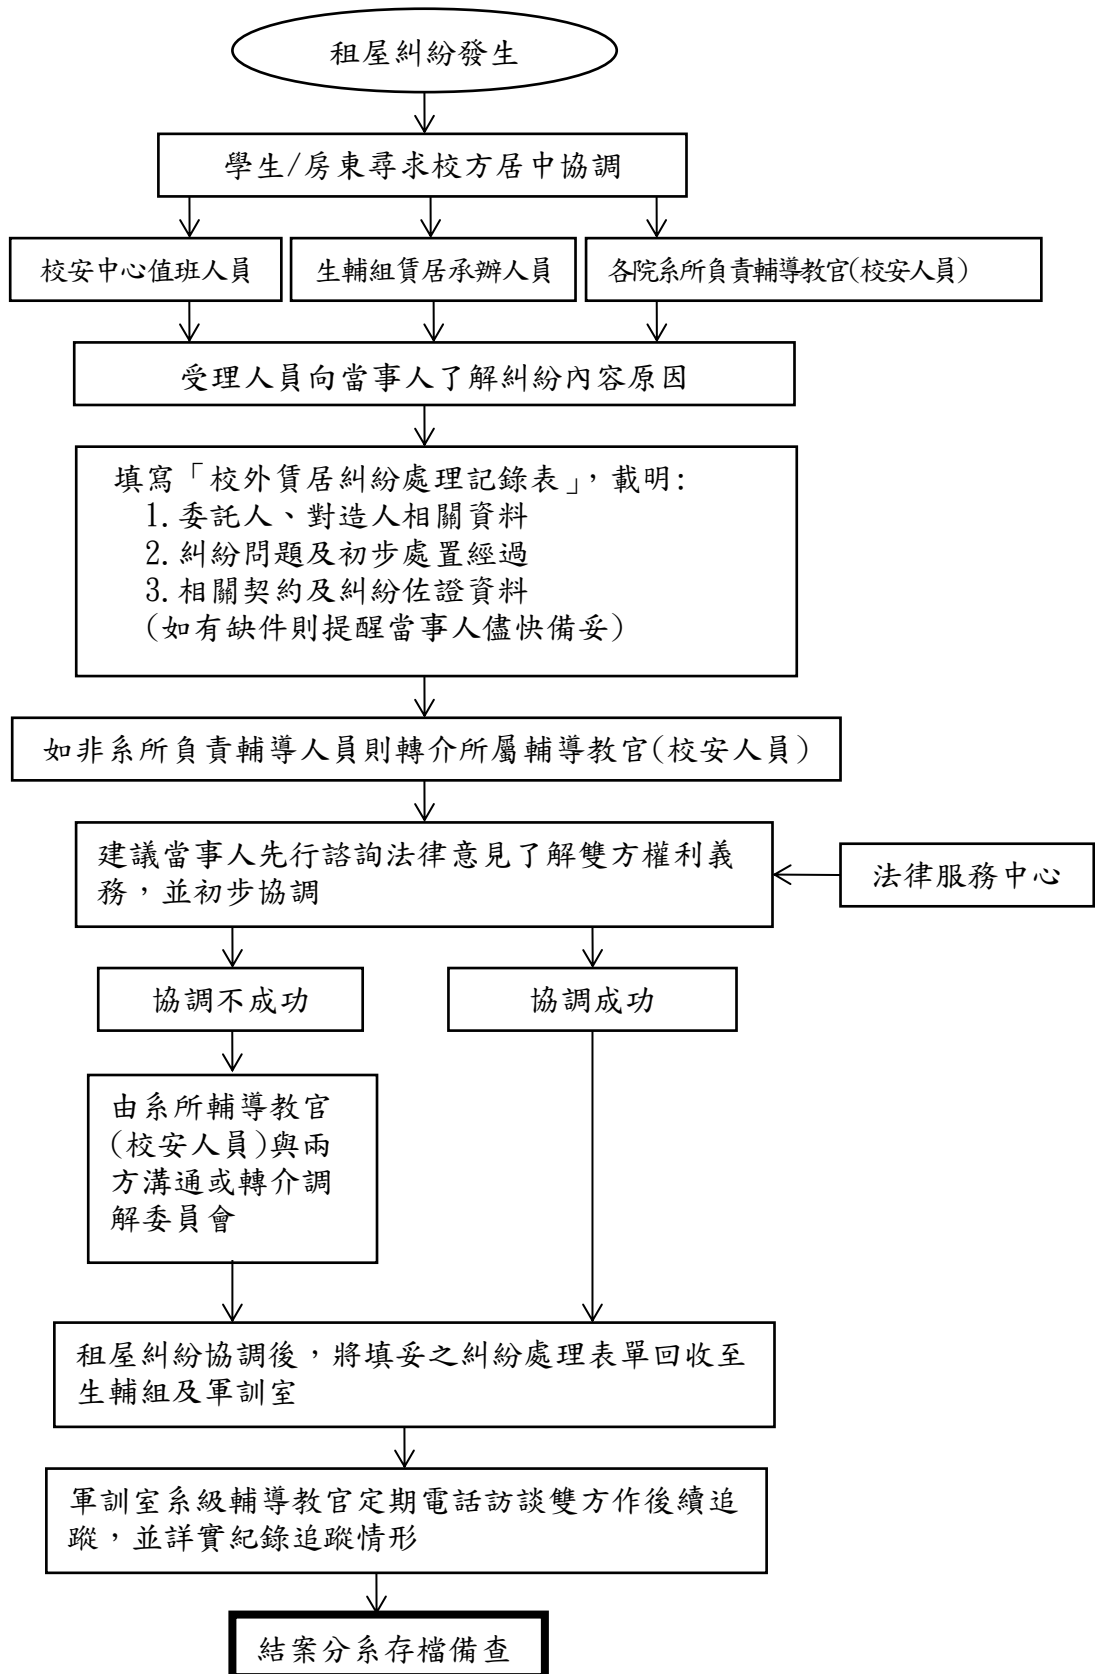 租屋糾紛發生
學生/房東尋求校方居中協調
校安中心值班人員
生輔組賃居承辦人員
各院系所負責輔導教官(校安人員)
受理人員向當事人了解糾紛內容原因
填寫「校外賃居糾紛處理記錄表」，載明:
1.委託人、對造人相關資料
2.糾紛問題及初步處置經過
3.相關契約及糾紛佐證資料
(如有缺件則提醒當事人儘快備妥)
如非系所負責輔導人員則轉介所屬輔導教官(校安人員)
建議當事人先行諮詢法律意見了解雙方權利義
務，並初步協調
法律服務中心
協調不成功
協調成功
由系所輔導教官
(校安人員)與兩
方溝通或轉介調
解委員會
租屋糾紛協調後，將填妥之糾紛處理表單回收至
生輔組及軍訓室
軍訓室系級輔導教官定期電話訪談雙方作後續追
蹤，並詳實紀錄追蹤情形
結案分系存檔備查